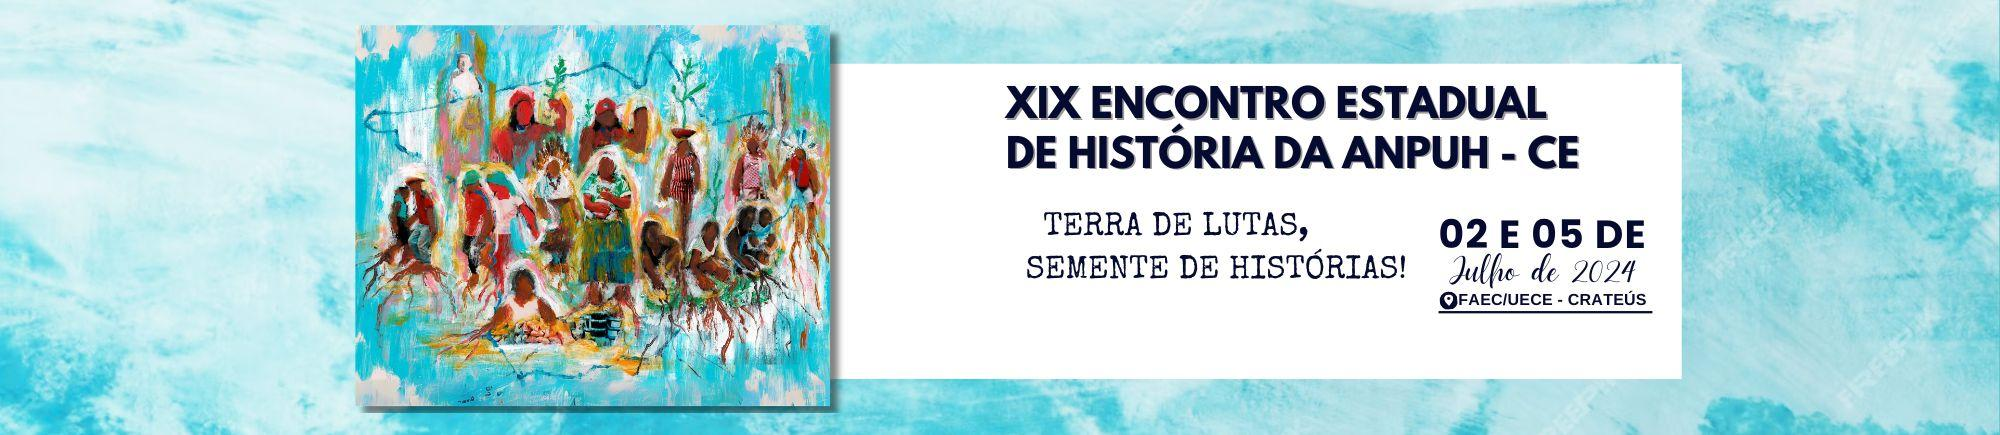 XIX ENCONTRO ESTADUAL
DE HISTÓRIA DA ANPUH - CE
TERRA DE LUTAS,
SEMENTE DE HISTÓRIAS!
02 E 05 DE
Julho de 2024
FAEC/UECE - CRATEÚS